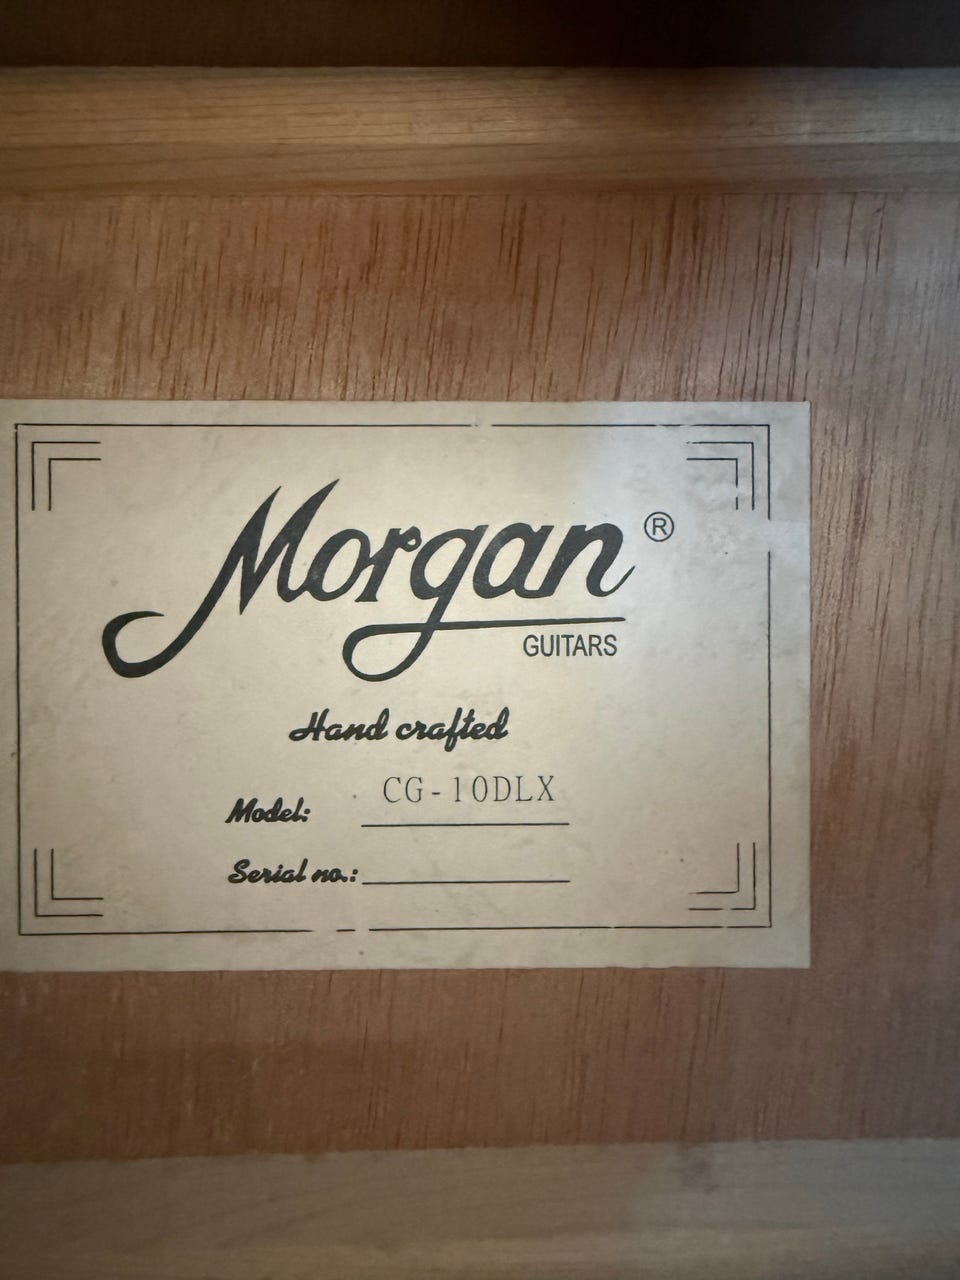 Morgan®
GUITARS
Hand crafted
Model: CG-10DLX
Serial no.: